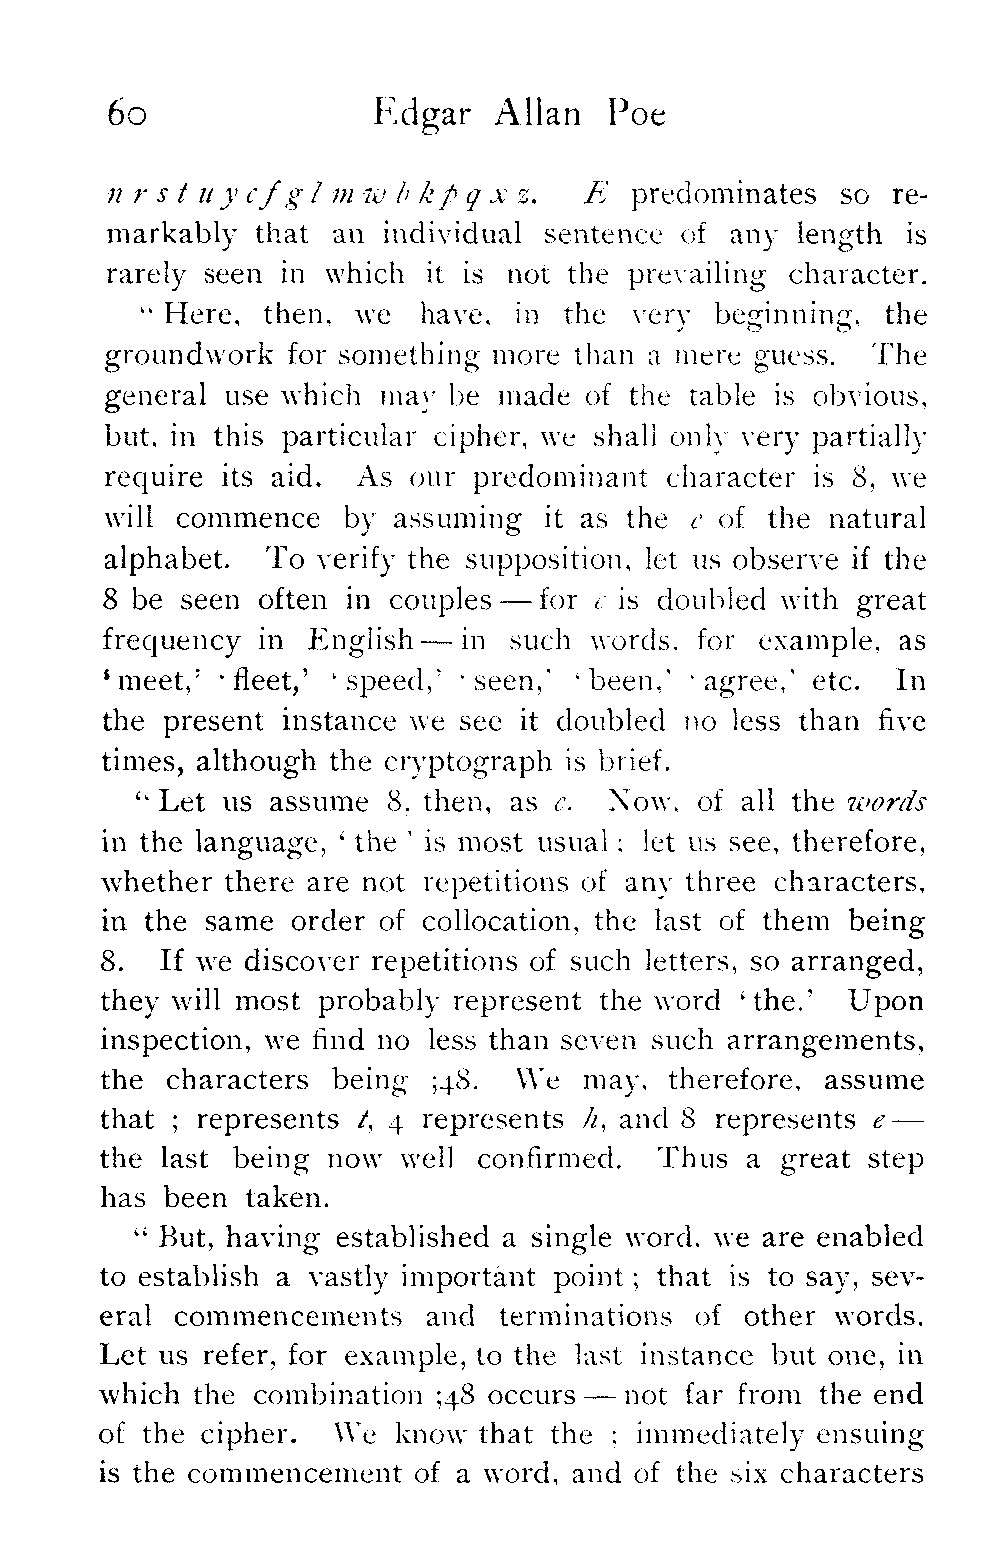 60 Edgar Allan Poe
n r s t u y c f g l m w b k p q x z. E predominates so re-
markably that an individual sentence of any length is
rarely seen in which it is not the prevailing character.
“Here, then, we have, in the very beginning, the
groundwork for something more than a mere guess. The
general use which may be made of the table is obvious,
but, in this particular cipher, we shall only very partially
require its aid. As our predominant character is 8, we
will commence by assuming it as the e of the natural
alphabet. To verify the supposition, let us observe if the
8 be seen often in couples — for e is doubled with great
frequency in English — in such words, for example, as
‘meet,’ ‘fleet,’ ‘speed,’ ‘seen,’ ‘been,’ ‘agree,’ etc. In
the present instance we see it doubled no less than five
times, although the cryptograph is brief.
“Let us assume 8, then, as e. Now, of all the words
in the language, ‘the’ is most usual; let us see, therefore,
whether there are not repetitions of any three characters,
in the same order of collocation, the last of them being
8. If we discover repetitions of such letters, so arranged,
they will most probably represent the word ‘the.’ Upon
inspection, we find no less than seven such arrangements,
the characters being ;48. We may, therefore, assume
that ; represents t, 4 represents h, and 8 represents e —
the last being now well confirmed. Thus a great step
has been taken.
“But, having established a single word, we are enabled
to establish a vastly important point; that is to say, sev-
eral commencements and terminations of other words.
Let us refer, for example, to the last instance but one, in
which the combination ;48 occurs — not far from the end
of the cipher. We know that the ; immediately ensuing
is the commencement of a word, and of the six characters